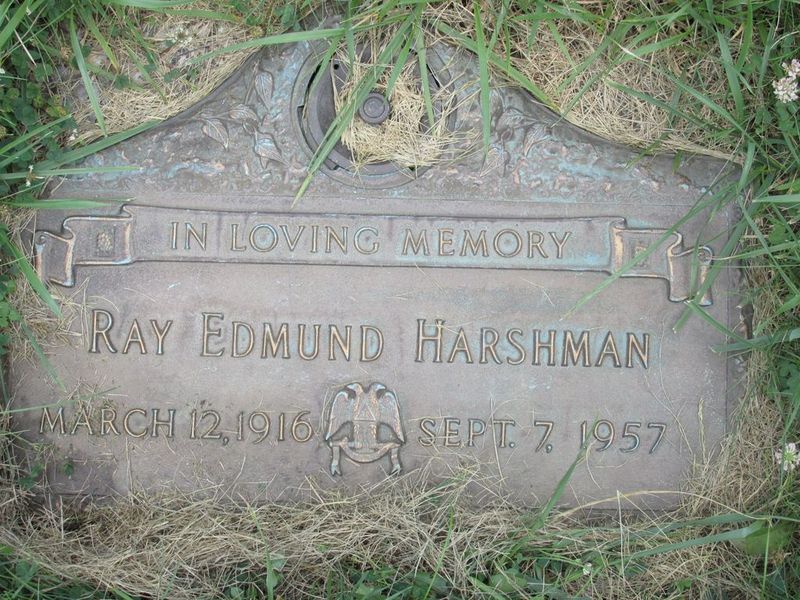 IN LOVING MEMORY
RAY EDMUND HARSHMAN
MARCH 12, 1916 SEPT. 7, 1957